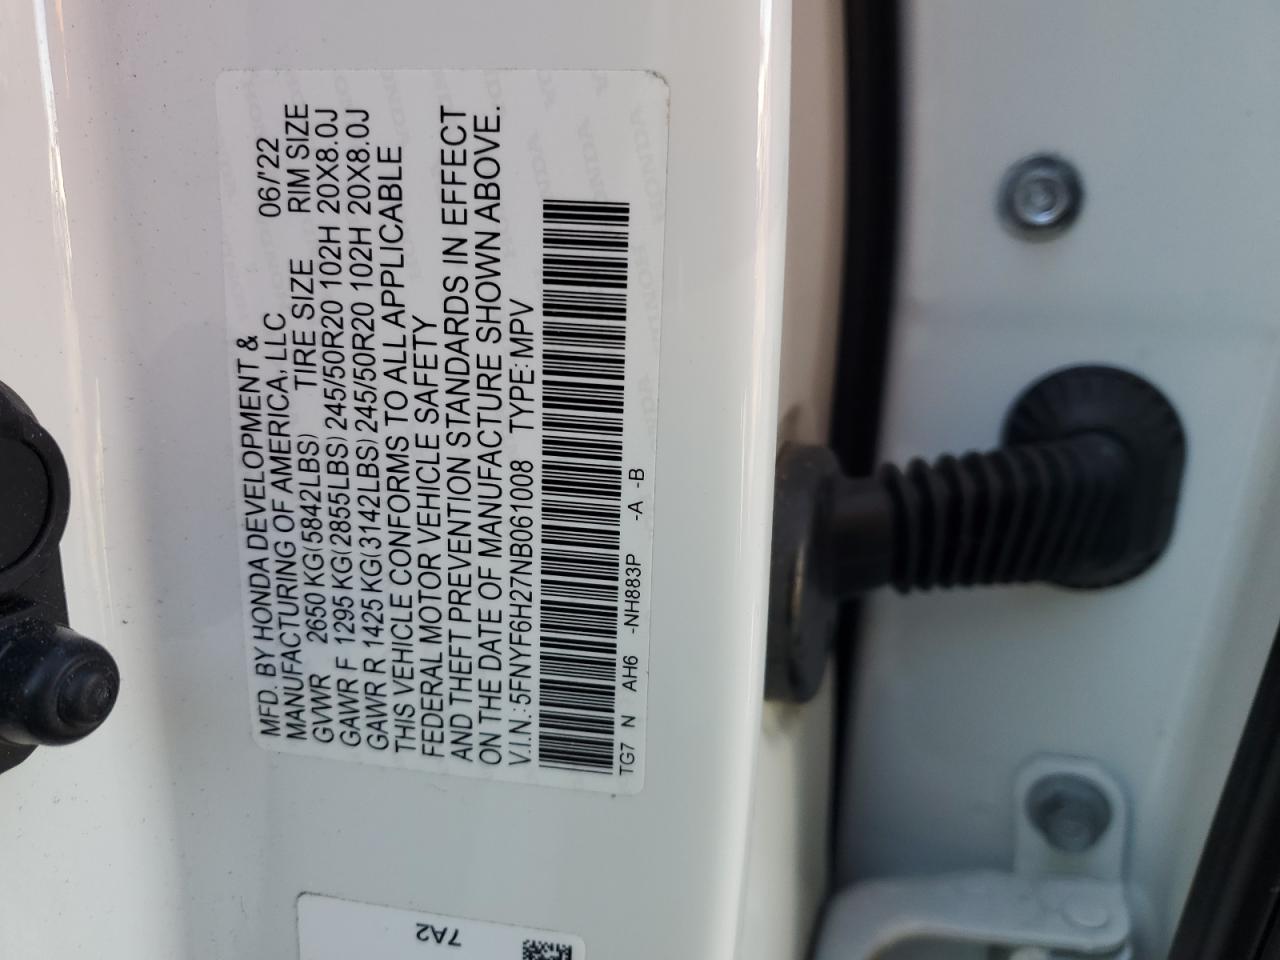 MFD. BY HONDA DEVELOPMENT &
MANUFACTURING OF AMERICA, LLC 06/'22
GVWR 2650 KG(5842LBS) TIRE SIZE RIM SIZE
GAWR F 1295 KG(2855LBS) 245/50R20 102H 20X8.0J
GAWR R 1425 KG(3142LBS) 245/50R20 102H 20X8.0J
THIS VEHICLE CONFORMS TO ALL APPLICABLE
FEDERAL MOTOR VEHICLE SAFETY
AND THEFT PREVENTION STANDARDS IN EFFECT
ON THE DATE OF MANUFACTURE SHOWN ABOVE.
V.I.N.: 5FNYF6H27NB061008 TYPE: MPV
TG7 N AH6 -NH883P -A -B
7A2